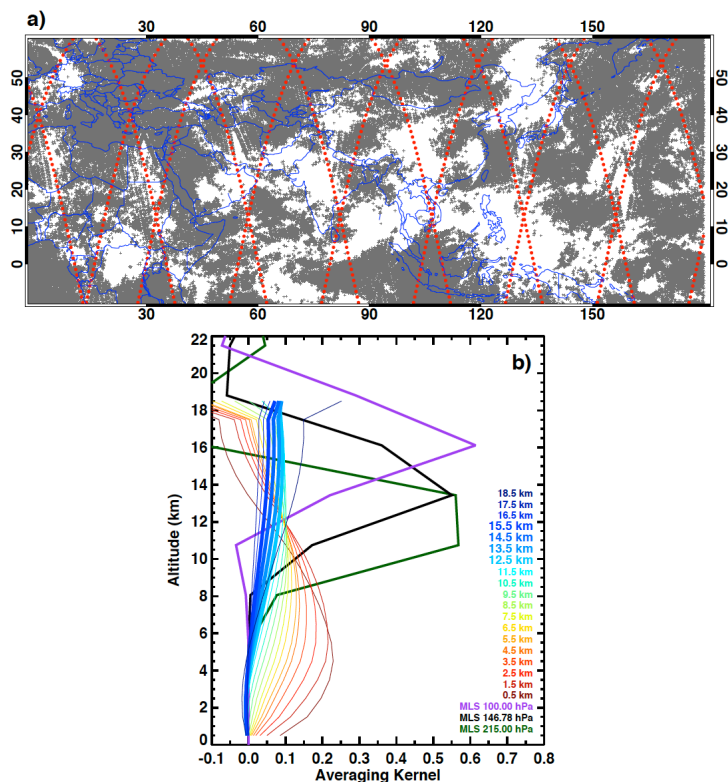 a)
30 60 90 120 150
50 50
40 40
30 30
20 20
10 10
0 0
30 60 90 120 150
22
b)
20
18
16
14
12
10
8
6
4
2
0
Altitude (km)
18.5 km
17.5 km
16.5 km
15.5 km
14.5 km
13.5 km
12.5 km
11.5 km
10.5 km
9.5 km
8.5 km
7.5 km
6.5 km
5.5 km
4.5 km
3.5 km
2.5 km
1.5 km
0.5 km
MLS 100.00 hPa
MLS 146.78 hPa
MLS 215.00 hPa
-0.1 0.0 0.1 0.2 0.3 0.4 0.5 0.6 0.7 0.8
Averaging Kernel